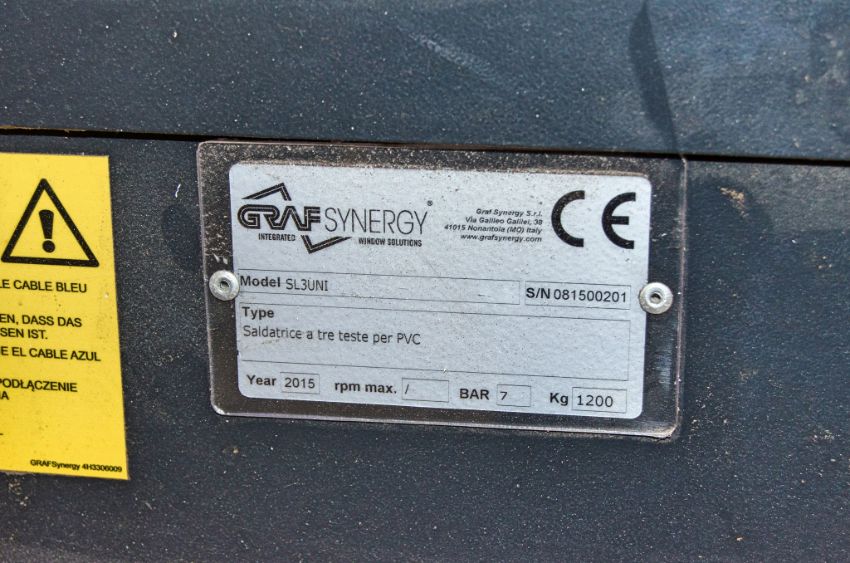 LE CABLE BLEU
EN, DASS DAS
SEN IST.
E EL CABLE AZUL
PODŁĄCZENIE
GRAFSynergy 4H3306009
GRAFSYNERGY®
INTEGRATED WINDOW SOLUTIONS
Graf Synergy S.r.l.
Via Galileo Galilei, 38
41015 Nonantola (MO) Italy
www.grafsynergy.com
CE
Model SL3UNI
S/N 081500201
Type
Saldatrice a tre teste per PVC
Year 2015 rpm max. / BAR 7 Kg 1200